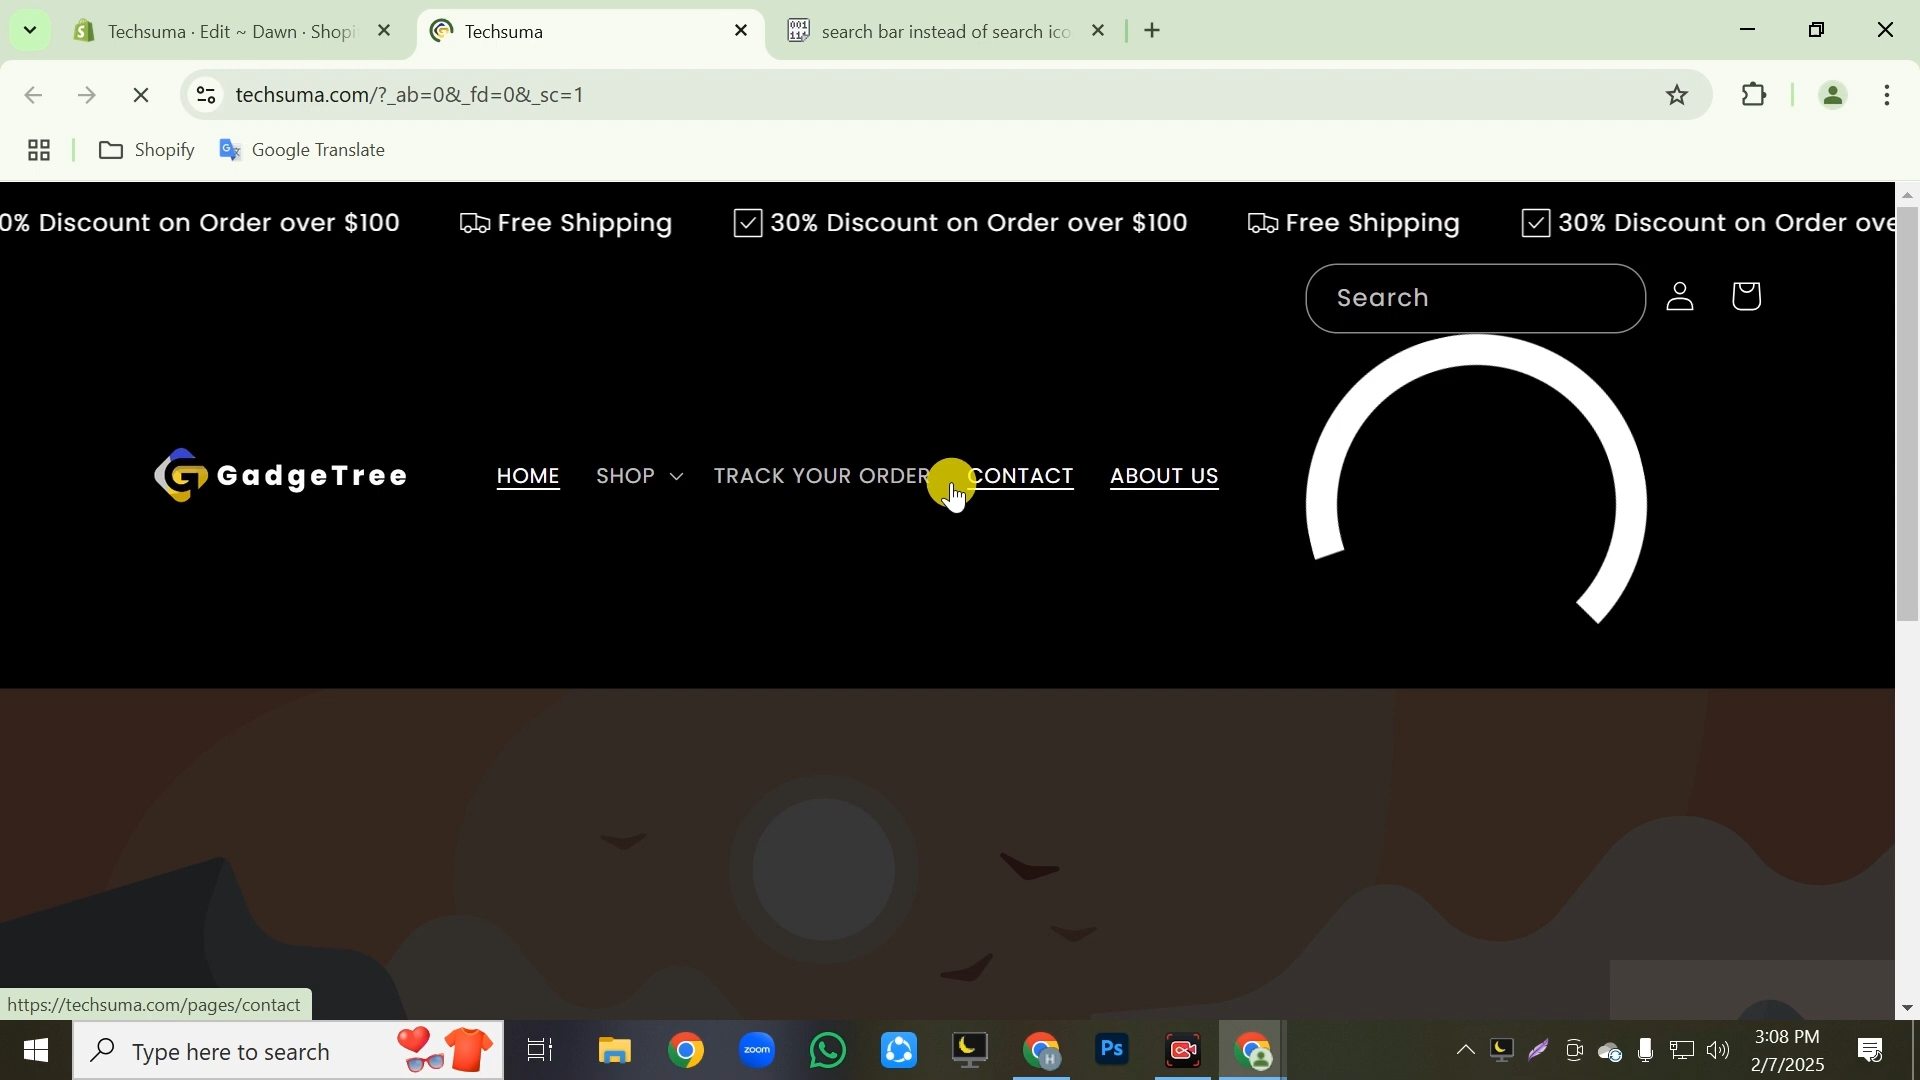 Techsuma · Edit ~ Dawn · Shopi
Techsuma
search bar instead of search ico
techsuma.com/?_ab=0&_fd=0&_sc=1
Shopify
Google Translate
0% Discount on Order over $100
Free Shipping
30% Discount on Order over $100
Free Shipping
30% Discount on Order ove
Search
GadgeTree
HOME
SHOP
TRACK YOUR ORDER
CONTACT
ABOUT US
https://techsuma.com/pages/contact
Type here to search
zoom
H
Ps
3:08 PM
2/7/2025